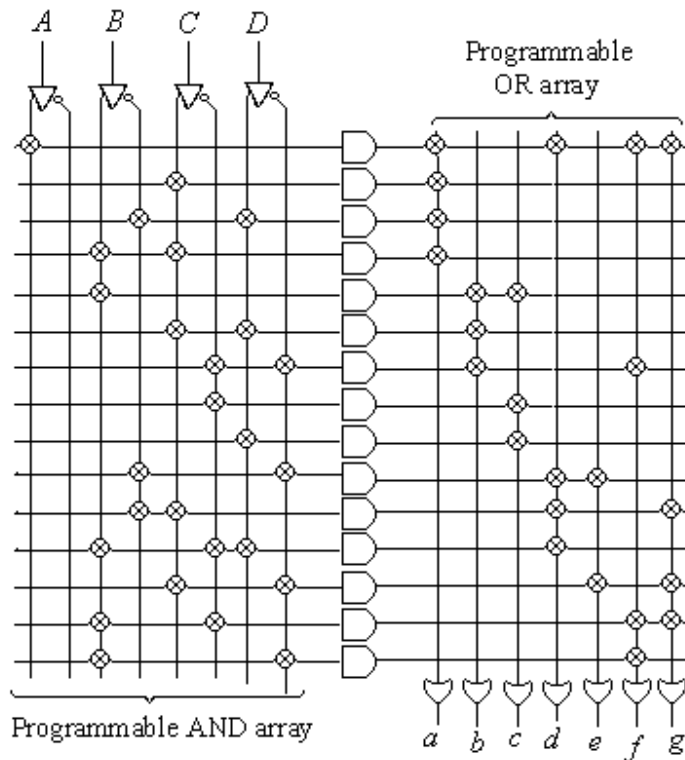 A B C D
Programmable
OR array
Programmable AND array
a b c d e f g